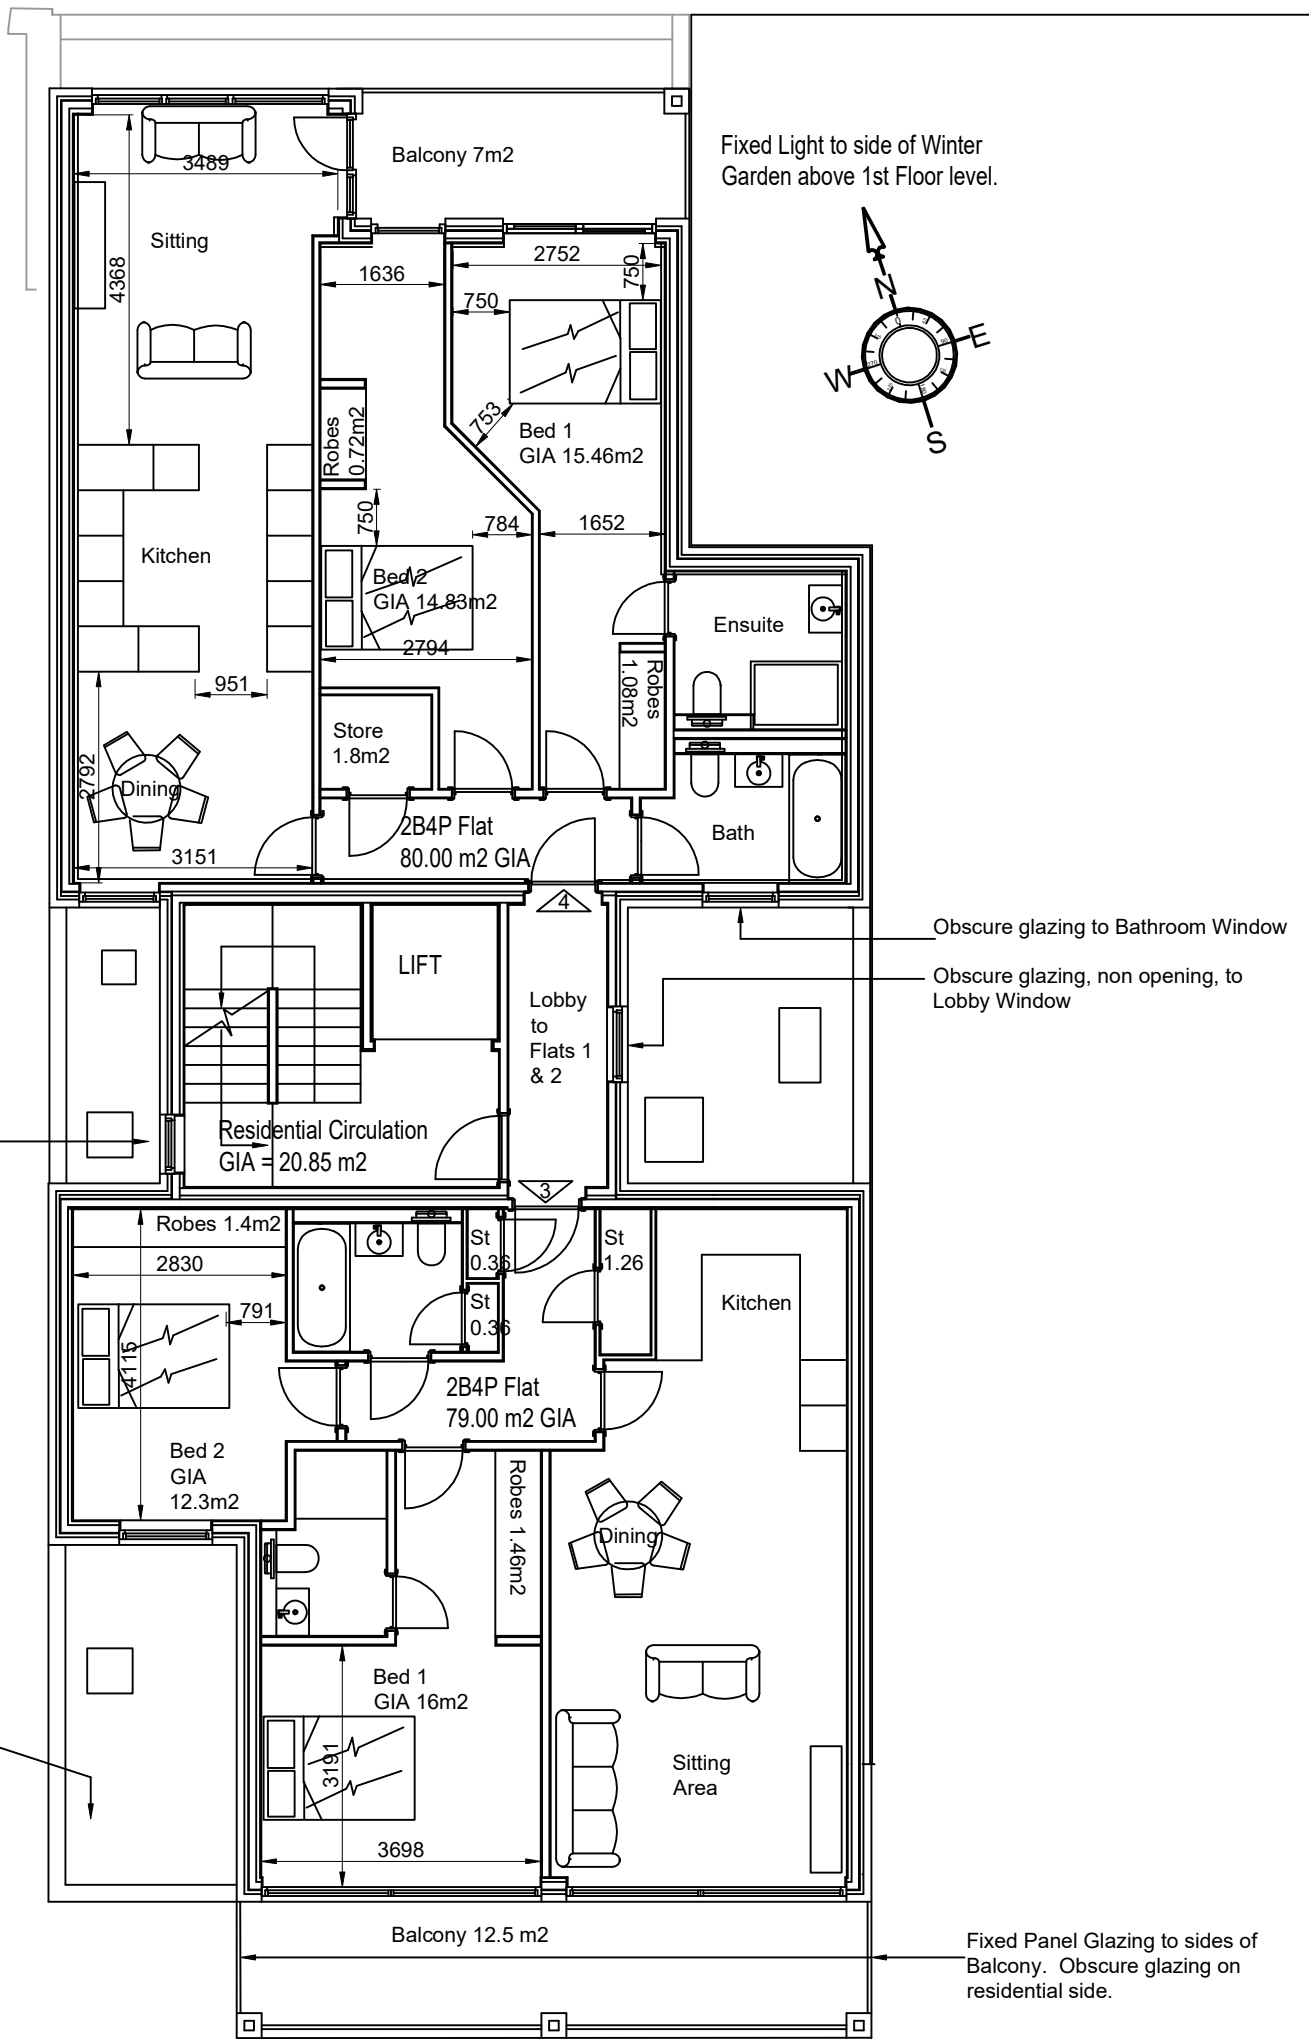 Balcony 7m2
Fixed Light to side of Winter
Garden above 1st Floor level.
3489
Sitting
4368
1636
2752
750
750
N
E
W
S
Robes
0.72m2
753
Bed 1
GIA 15.46m2
750
784
1652
Kitchen
Bed 2
GIA 14.83m2
2794
Ensuite
951
Robes
1.08m2
Store
1.8m2
2792
Dining
Bath
2B4P Flat
80.00 m2 GIA
3151
4
Obscure glazing to Bathroom Window
LIFT
Obscure glazing, non opening, to
Lobby Window
Lobby
to
Flats 1
& 2
Residential Circulation
GIA = 20.85 m2
3
Robes 1.4m2
St
0.36
St
1.26
2830
791
St
0.36
Kitchen
4115
2B4P Flat
79.00 m2 GIA
Bed 2
GIA
12.3m2
Robes 1.46m2
Dining
Bed 1
GIA 16m2
3191
Sitting
Area
3698
Balcony 12.5 m2
Fixed Panel Glazing to sides of
Balcony.  Obscure glazing on
residential side.